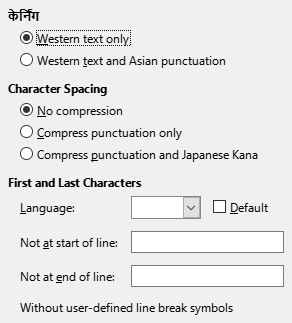 केर्निंग
Western text only
Western text and Asian punctuation
Character Spacing
No compression
Compress punctuation only
Compress punctuation and Japanese Kana
First and Last Characters
Language:
Default
Not at start of line:
Not at end of line:
Without user-defined line break symbols